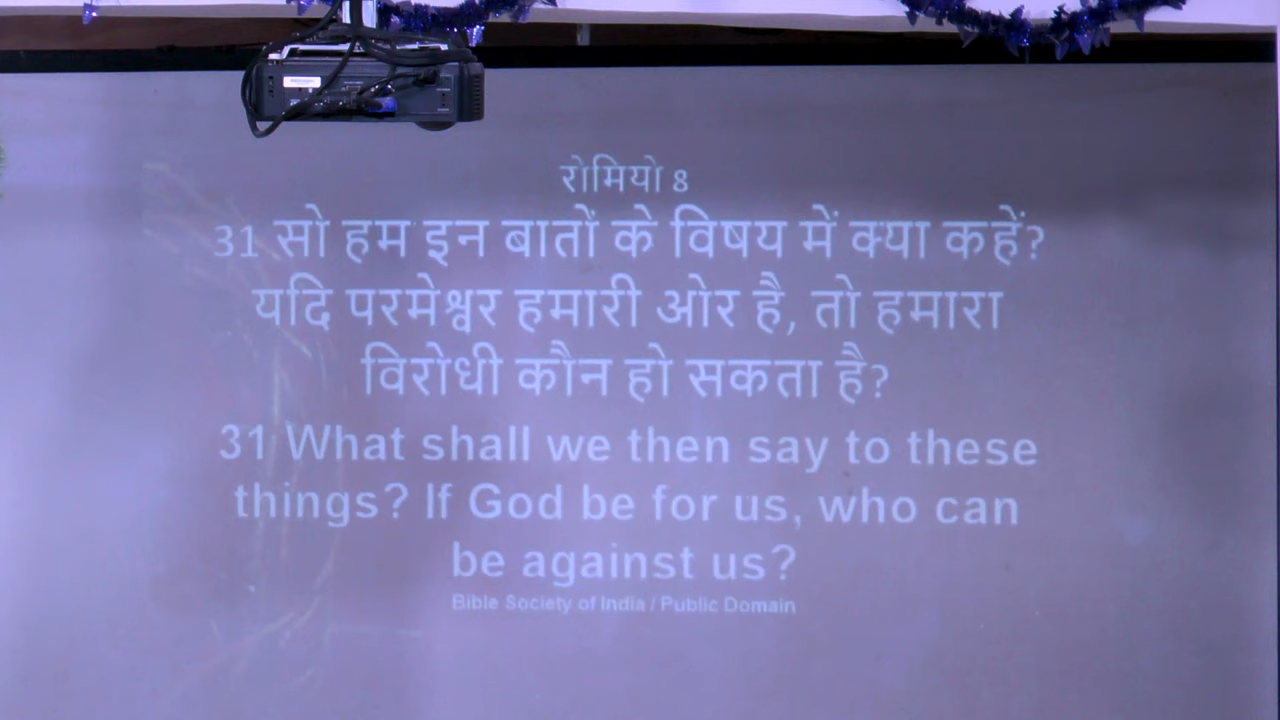 रोमियो 8
31 सो हम इन बातों के विषय में क्या कहें?
यदि परमेश्वर हमारी ओर है, तो हमारा
विरोधी कौन हो सकता है?
31 What shall we then say to these
things? If God be for us, who can
be against us?
Bible Society of India / Public Domain